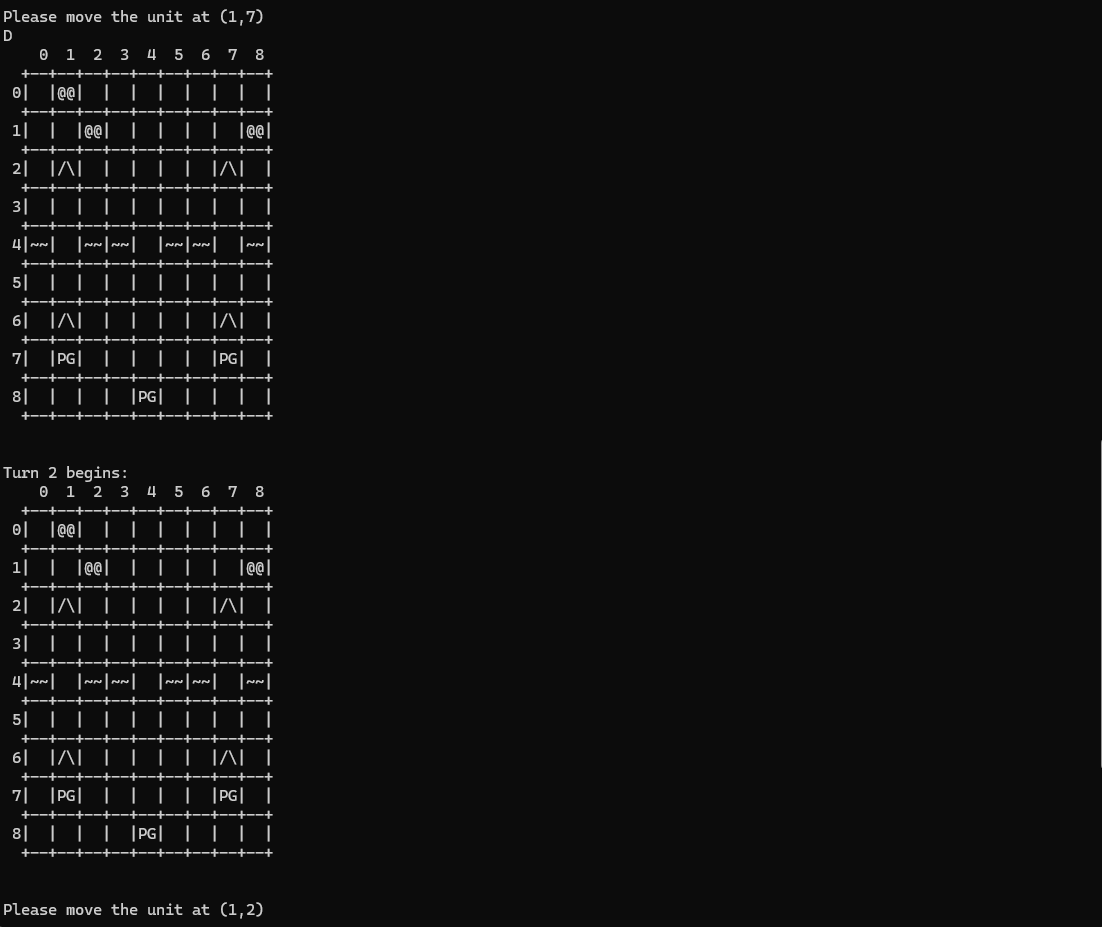 Please move the unit at (1,7)
D
    0  1  2  3  4  5  6  7  8
  +--+--+--+--+--+--+--+--+--+
 0|  |@@|  |  |  |  |  |  |  |
  +--+--+--+--+--+--+--+--+--+
 1|  |  |@@|  |  |  |  |  |@@|
  +--+--+--+--+--+--+--+--+--+
 2|  |/\|  |  |  |  |  |/\|  |
  +--+--+--+--+--+--+--+--+--+
 3|  |  |  |  |  |  |  |  |  |
  +--+--+--+--+--+--+--+--+--+
 4|~~|  |~~|~~|  |~~|~~|  |~~|
  +--+--+--+--+--+--+--+--+--+
 5|  |  |  |  |  |  |  |  |  |
  +--+--+--+--+--+--+--+--+--+
 6|  |/\|  |  |  |  |  |/\|  |
  +--+--+--+--+--+--+--+--+--+
 7|  |PG|  |  |  |  |  |PG|  |
  +--+--+--+--+--+--+--+--+--+
 8|  |  |  |  |PG|  |  |  |  |
  +--+--+--+--+--+--+--+--+--+
Turn 2 begins:
    0  1  2  3  4  5  6  7  8
  +--+--+--+--+--+--+--+--+--+
 0|  |@@|  |  |  |  |  |  |  |
  +--+--+--+--+--+--+--+--+--+
 1|  |  |@@|  |  |  |  |  |@@|
  +--+--+--+--+--+--+--+--+--+
 2|  |/\|  |  |  |  |  |/\|  |
  +--+--+--+--+--+--+--+--+--+
 3|  |  |  |  |  |  |  |  |  |
  +--+--+--+--+--+--+--+--+--+
 4|~~|  |~~|~~|  |~~|~~|  |~~|
  +--+--+--+--+--+--+--+--+--+
 5|  |  |  |  |  |  |  |  |  |
  +--+--+--+--+--+--+--+--+--+
 6|  |/\|  |  |  |  |  |/\|  |
  +--+--+--+--+--+--+--+--+--+
 7|  |PG|  |  |  |  |  |PG|  |
  +--+--+--+--+--+--+--+--+--+
 8|  |  |  |  |PG|  |  |  |  |
  +--+--+--+--+--+--+--+--+--+
Please move the unit at (1,2)